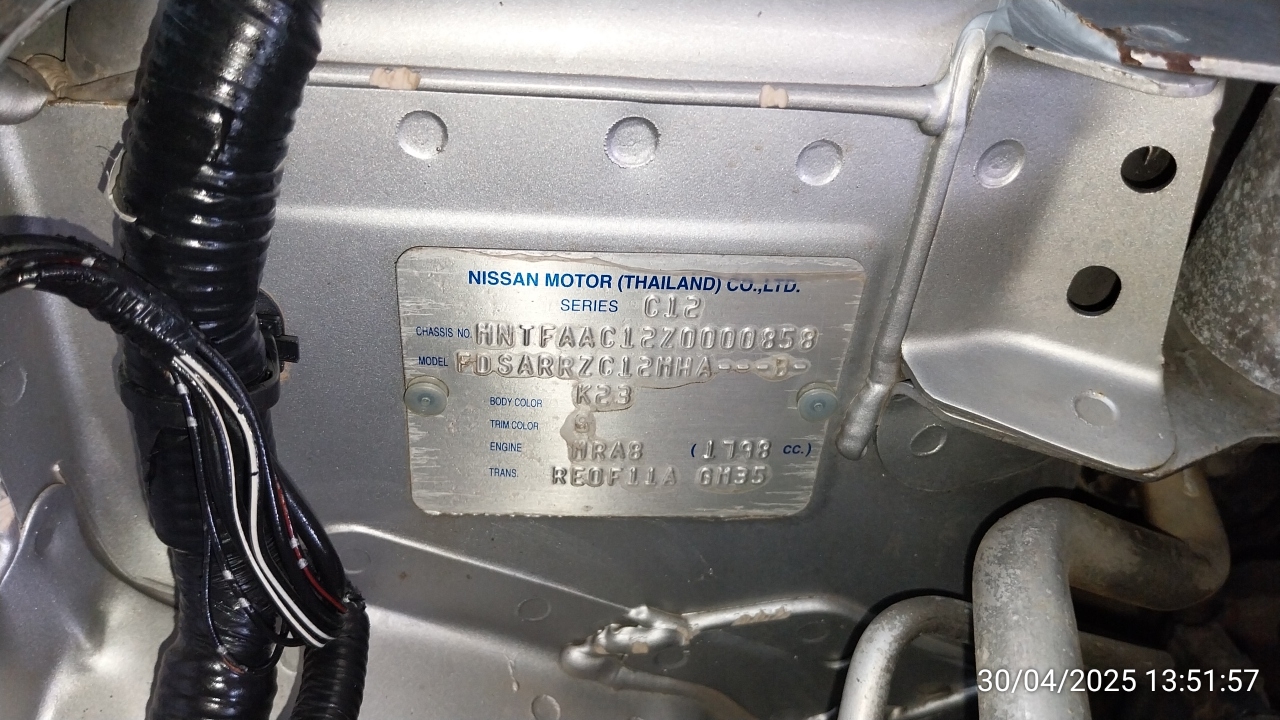 NISSAN MOTOR (THAILAND) CO.,LTD.
SERIES C12
CHASSIS NO. MNTFAAC12Z0000858
MODEL FDSARRZC12MHA----B-
BODY COLOR K23
TRIM COLOR G
ENGINE MRA8 (1798 cc.)
TRANS. RE0F11A GM35
30/04/2025 13:51:57